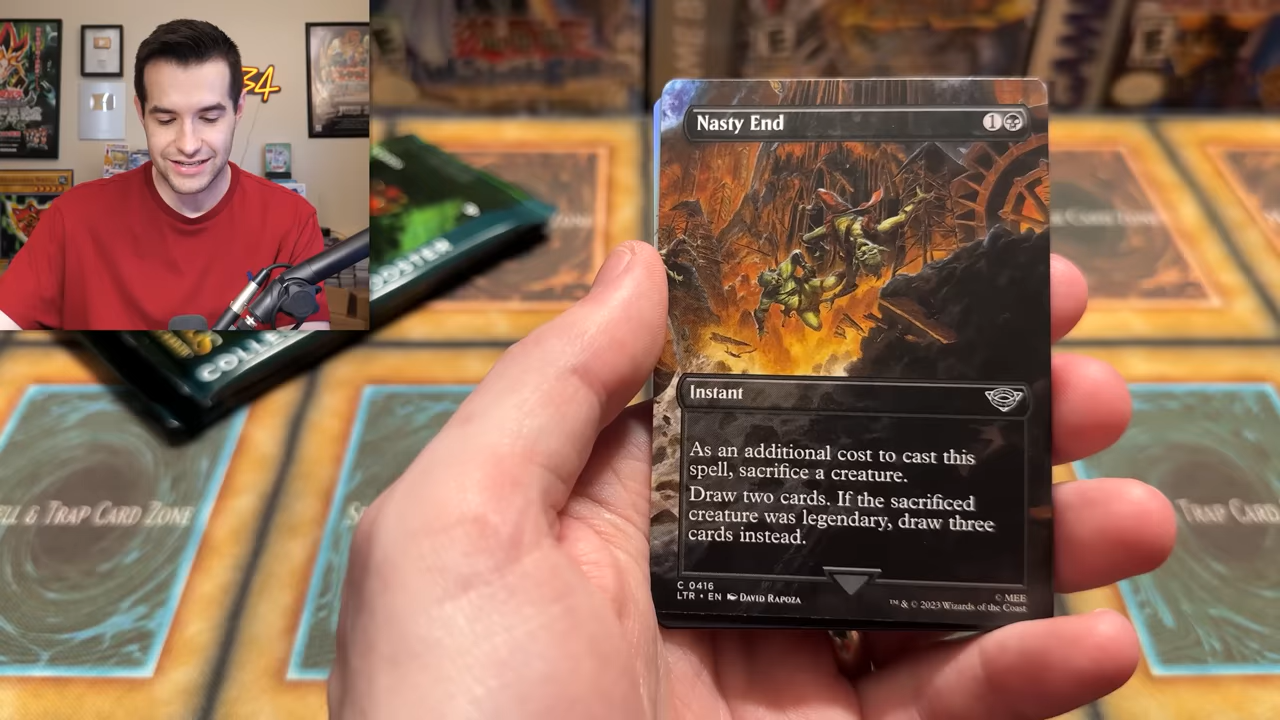 34
Nasty End
1
Instant
As an additional cost to cast this
spell, sacrifice a creature.
Draw two cards. If the sacrificed
creature was legendary, draw three
cards instead.
C 0416
LTR • EN DAVID RAPOZA
© MEE
™ & © 2023 Wizards of the Coast
SPELL & TRAP CARD ZONE
TRAP CARD